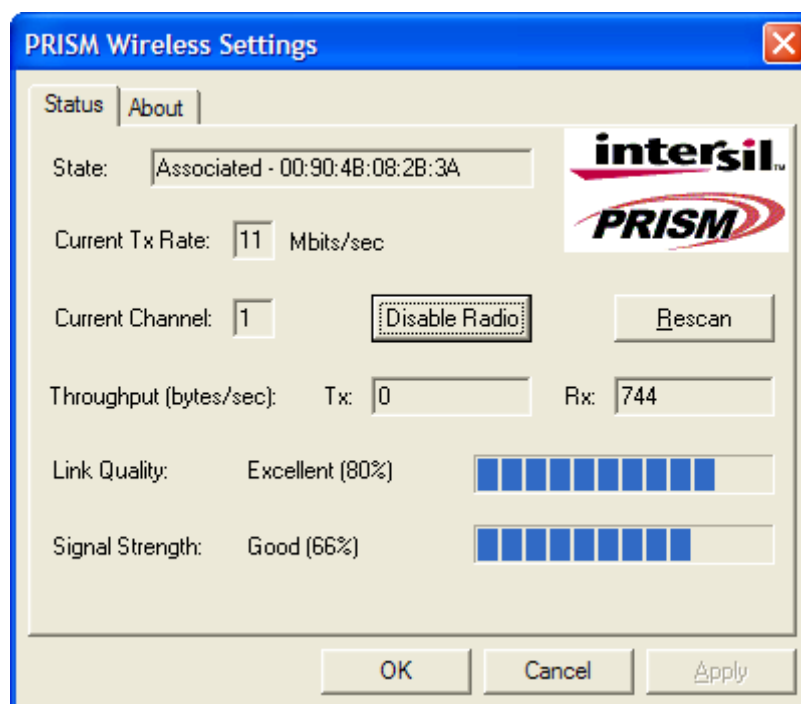 PRISM Wireless Settings
Status About
State: Associated - 00:90:4B:08:2B:3A
intersil™
PRISM
Current Tx Rate: 11 Mbits/sec
Current Channel: 1 Disable Radio Rescan
Throughput (bytes/sec): Tx: 0 Rx: 744
Link Quality: Excellent (80%)
Signal Strength: Good (66%)
OK Cancel Apply